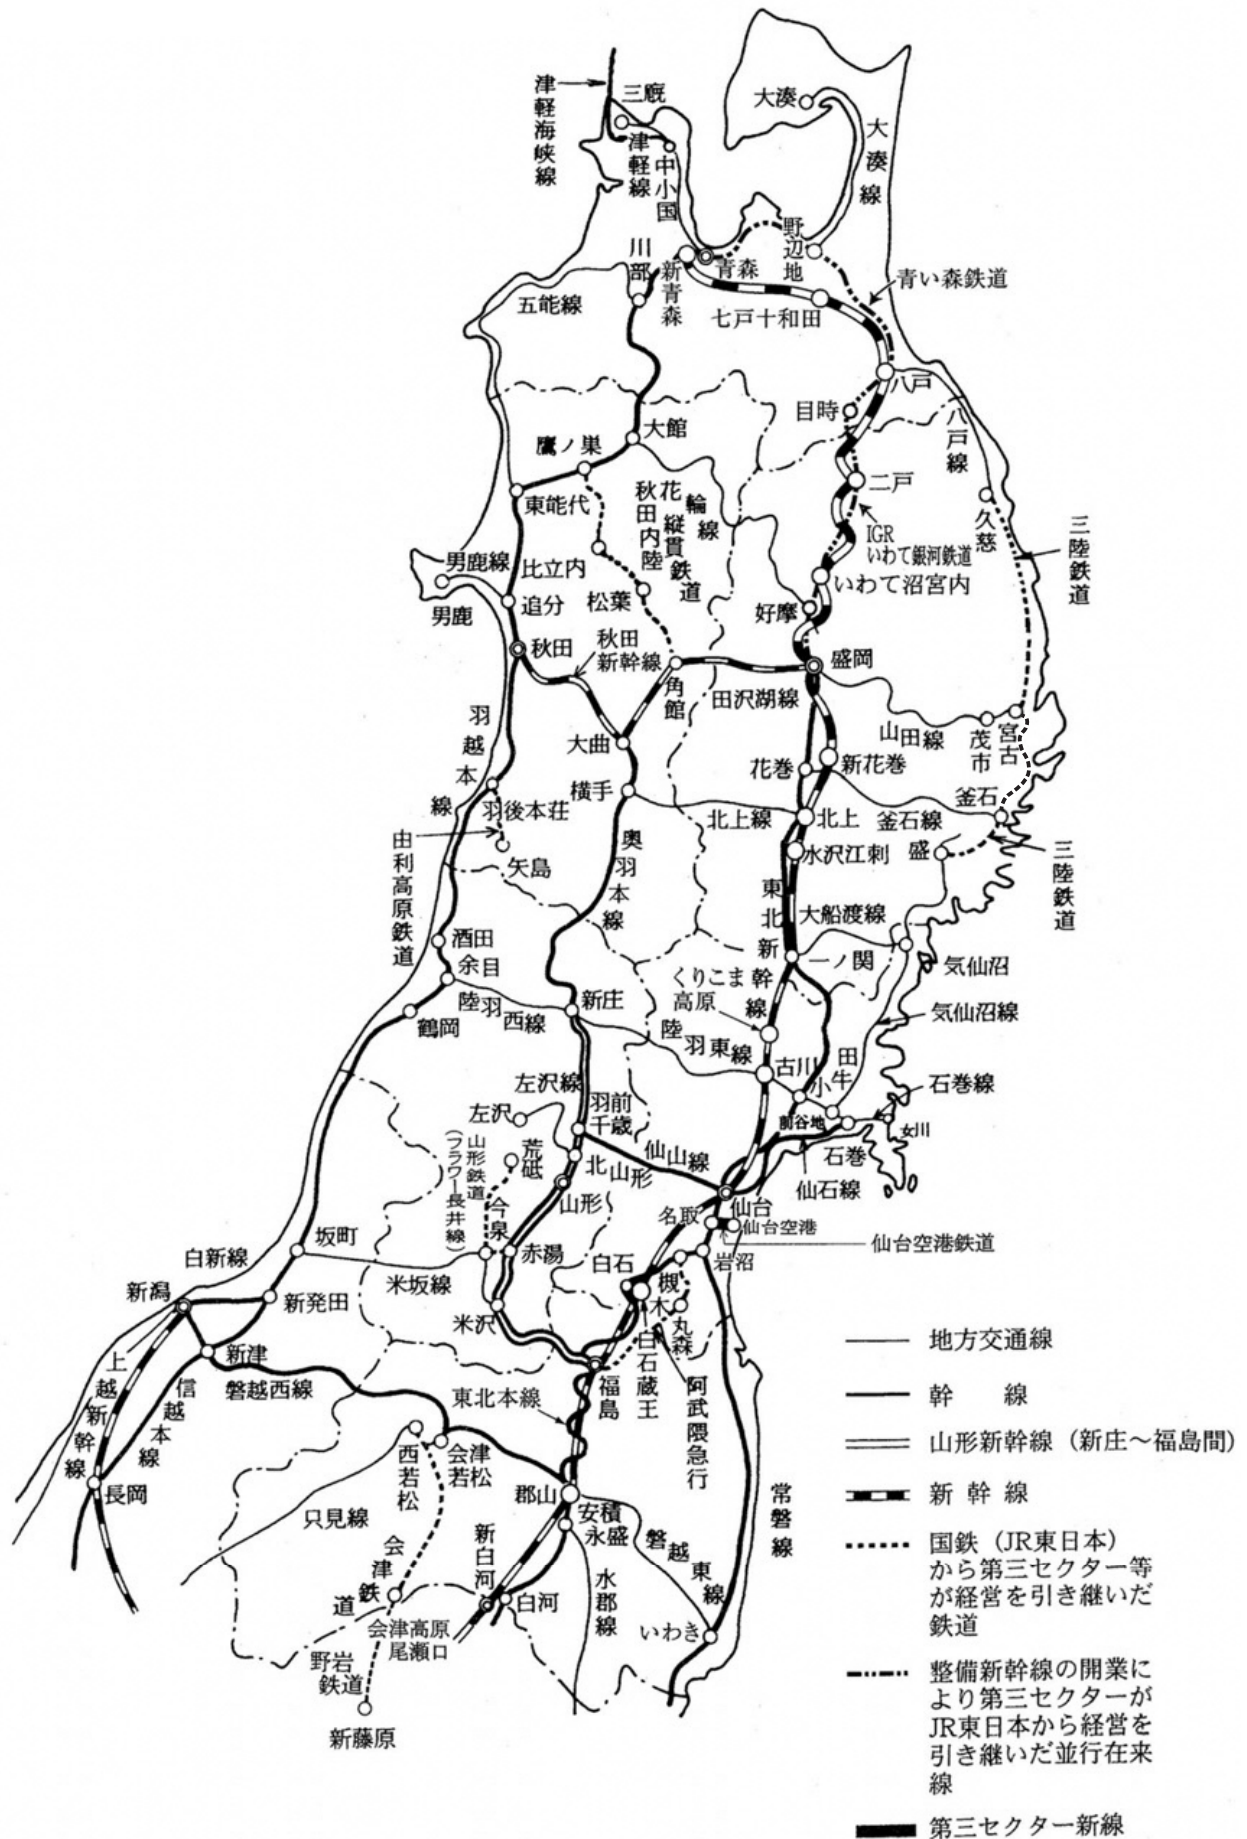 津軽海峡線
三厩
大湊
大湊線
津軽線
中小国
川部
新青森
青森
野辺地
青い森鉄道
五能線
七戸十和田
八戸
目時
八戸線
大館
鷹ノ巣
二戸
東能代
秋田内陸縦貫鉄道
花輪線
久慈
三陸鉄道
IGR
いわて銀河鉄道
男鹿線
比立内
いわて沼宮内
男鹿
追分
松葉
好摩
秋田
秋田
新幹線
盛岡
角館
田沢湖線
羽越本線
大曲
山田線
茂市
宮古
花巻
新花巻
横手
釜石
羽後本荘
北上線
北上
釜石線
由利高原鉄道
矢島
奥羽本線
水沢江刺
盛
三陸鉄道
東北新幹線
大船渡線
酒田
一ノ関
気仙沼
余目
くりこま
高原
陸羽西線
新庄
気仙沼線
鶴岡
陸羽東線
古川
小牛田
左沢線
石巻線
左沢
羽前
千歳
前谷地
女川
山形鉄道
(フラワー長井線)
荒砥
北山形
仙山線
石巻
仙石線
山形
今泉
名取
仙台
仙台空港
坂町
赤湯
仙台空港鉄道
白新線
白石
岩沼
米坂線
槻木
新潟
新発田
米沢
丸森
白石蔵王
地方交通線
新津
上越新幹線
信越本線
磐越西線
東北本線
福島
阿武隈急行
幹線
西若松
会津
若松
山形新幹線（新庄～福島間）
長岡
郡山
常磐線
新幹線
只見線
安積
永盛
新白河
磐越東線
国鉄（JR東日本）
から第三セクター等
が経営を引き継いだ
鉄道
会津鉄道
白河
水郡線
会津高原
尾瀬口
いわき
野岩
鉄道
整備新幹線の開業に
より第三セクターが
JR東日本から経営を
引き継いだ並行在来
線
新藤原
第三セクター新線